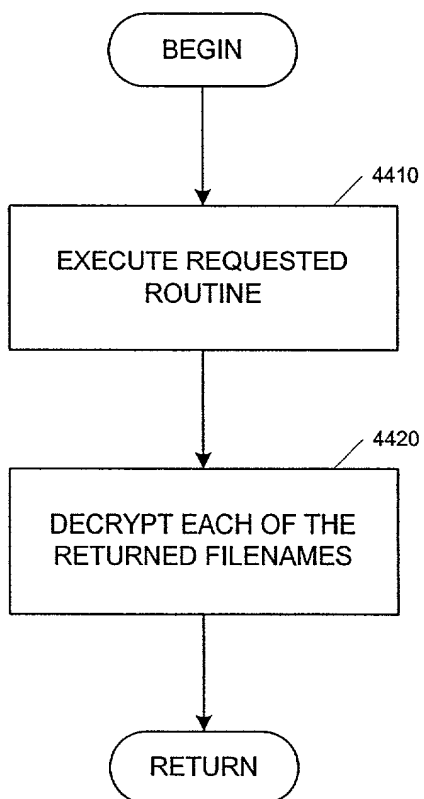 BEGIN
4410
EXECUTE REQUESTED
ROUTINE
4420
DECRYPT EACH OF THE
RETURNED FILENAMES
RETURN